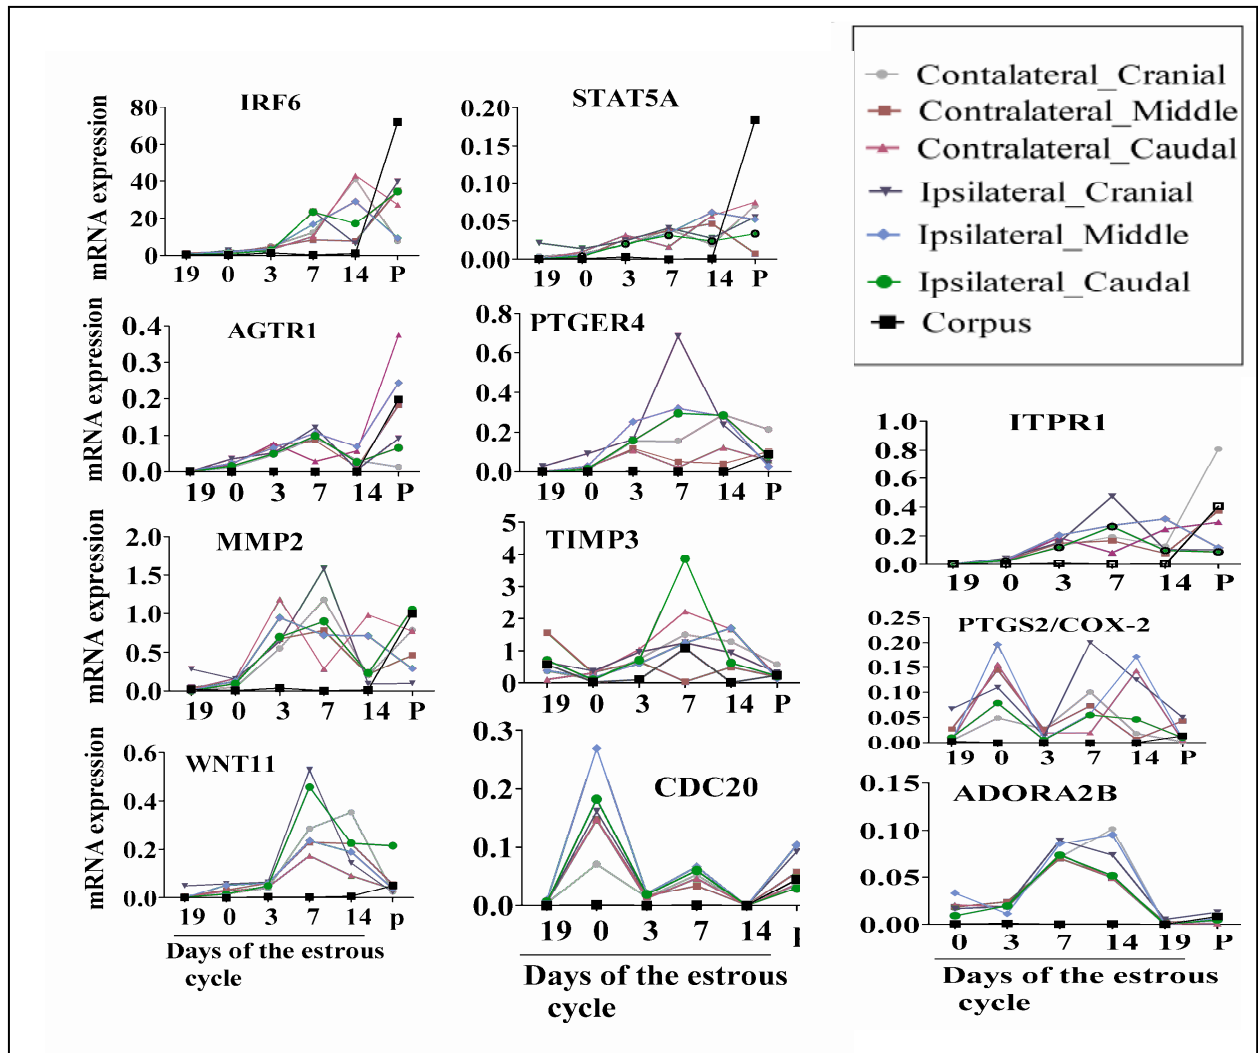 IRF6
mRNA expression
80
60
40
20
0
19 0 3 7 14 P
STAT5A
0.20
0.15
0.10
0.05
0.00
19 0 3 7 14 P
Contalateral_Cranial
Contralateral_Middle
Contralateral_Caudal
Ipsilateral_Cranial
Ipsilateral_Middle
Ipsilateral_Caudal
Corpus
AGTR1
mRNA expression
0.4
0.3
0.2
0.1
0.0
19 0 3 7 14 P
PTGER4
0.8
0.6
0.4
0.2
0.0
19 0 3 7 14 P
ITPR1
1.0
0.8
0.6
0.4
0.2
0.0
19 0 3 7 14 P
MMP2
mRNA expression
2.0
1.5
1.0
0.5
0.0
19 0 3 7 14 P
TIMP3
5
4
3
2
1
0
19 0 3 7 14 P
PTGS2/COX-2
0.25
0.20
0.15
0.10
0.05
0.00
19 0 3 7 14 P
WNT11
mRNA expression
0.6
0.4
0.2
0.0
19 0 3 7 14 p
Days of the estrous
cycle
CDC20
0.3
0.2
0.1
0.0
19 0 3 7 14
Days of the estrous
cycle
ADORA2B
0.15
0.10
0.05
0.00
0 3 7 14 19 P
Days of the estrous
cycle